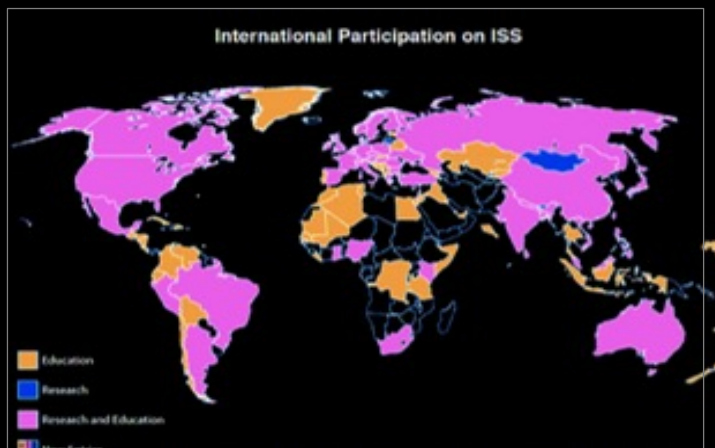 International Participation on ISS
Education
Research
Research and Education